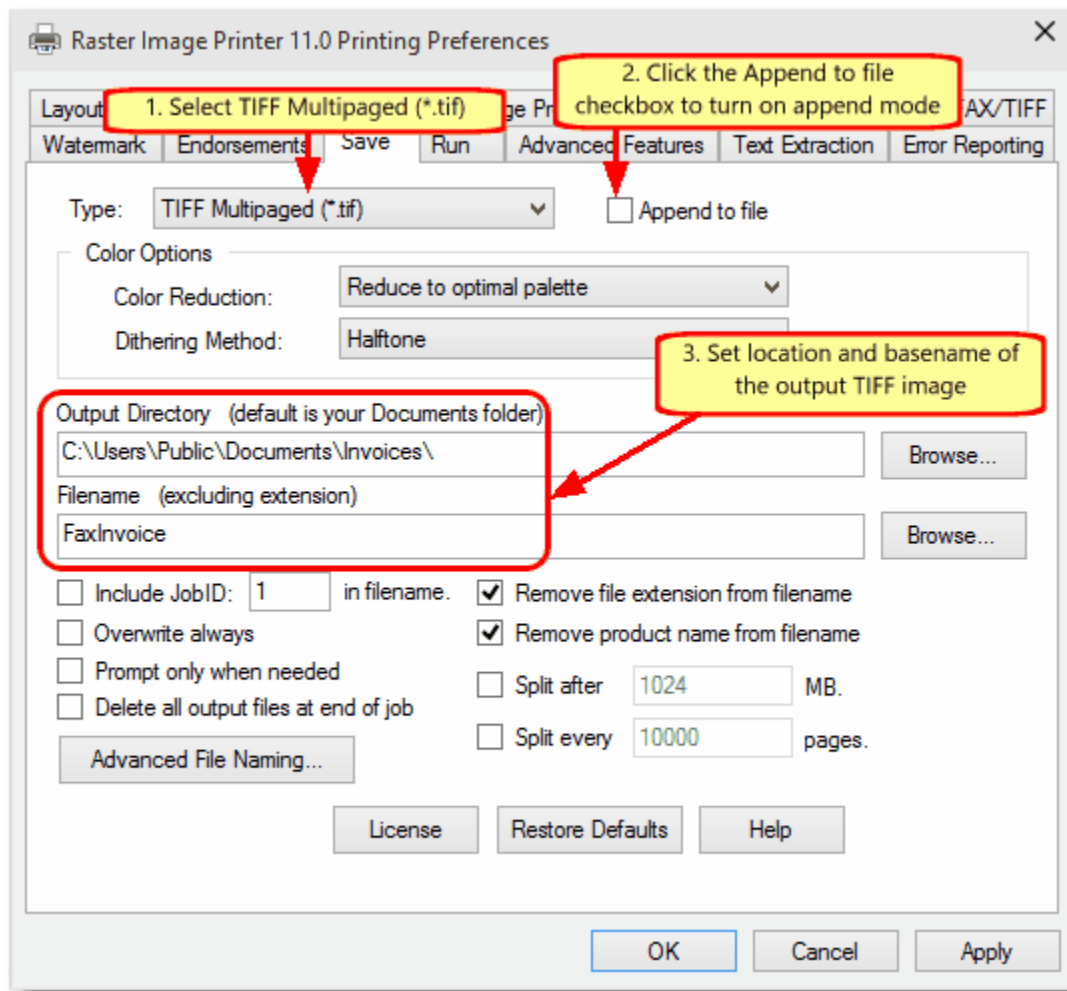 Raster Image Printer 11.0 Printing Preferences
2. Click the Append to file
checkbox to turn on append mode
1. Select TIFF Multipaged (*.tif)
Layout
FAX/TIFF
Watermark Endorsements Save Run Advanced Features Text Extraction Error Reporting
Type: TIFF Multipaged (*.tif) Append to file
Color Options
Color Reduction: Reduce to optimal palette
Dithering Method: Halftone
3. Set location and basename of
the output TIFF image
Output Directory (default is your Documents folder)
C:\Users\Public\Documents\Invoices\ Browse...
Filename (excluding extension)
FaxInvoice Browse...
Include JobID: 1 in filename. Remove file extension from filename
Overwrite always Remove product name from filename
Prompt only when needed
Split after 1024 MB.
Delete all output files at end of job
Split every 10000 pages.
Advanced File Naming...
License Restore Defaults Help
OK Cancel Apply